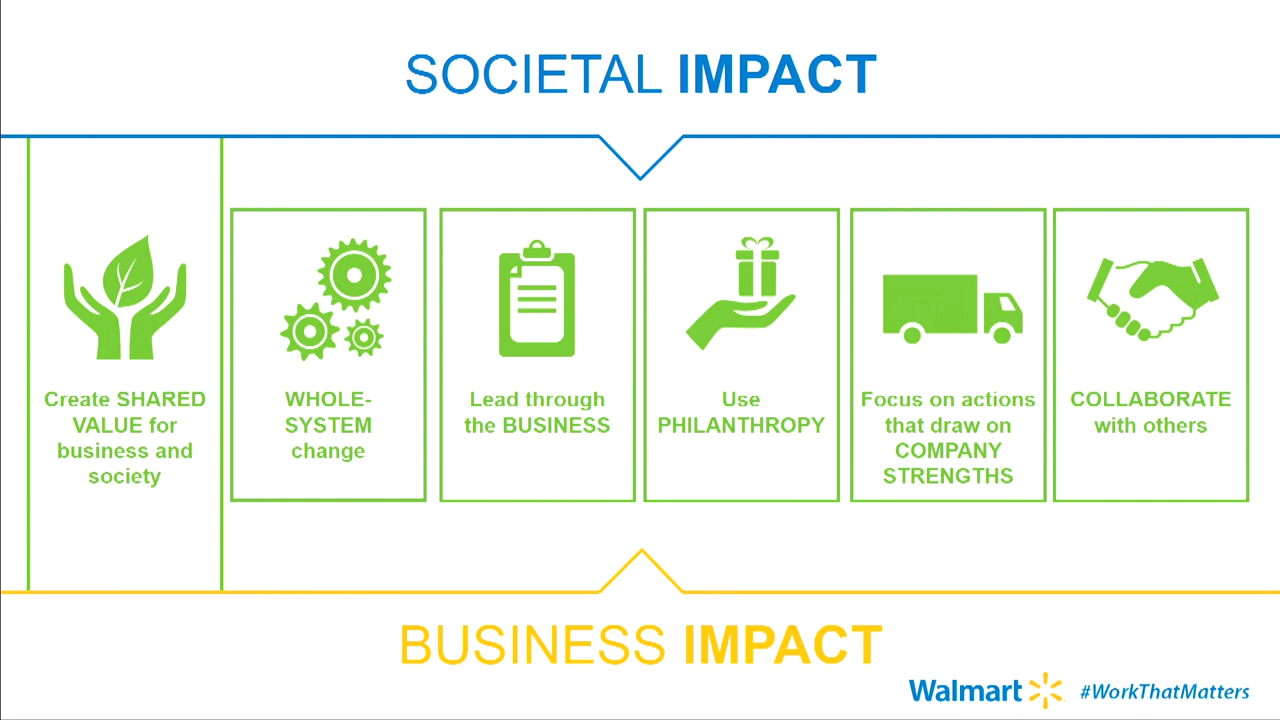 SOCIETAL IMPACT
Create SHARED
VALUE for
business and
society
WHOLE-
SYSTEM
change
Lead through
the BUSINESS
Use
PHILANTHROPY
Focus on actions
that draw on
COMPANY
STRENGTHS
COLLABORATE
with others
BUSINESS IMPACT
Walmart #WorkThatMatters